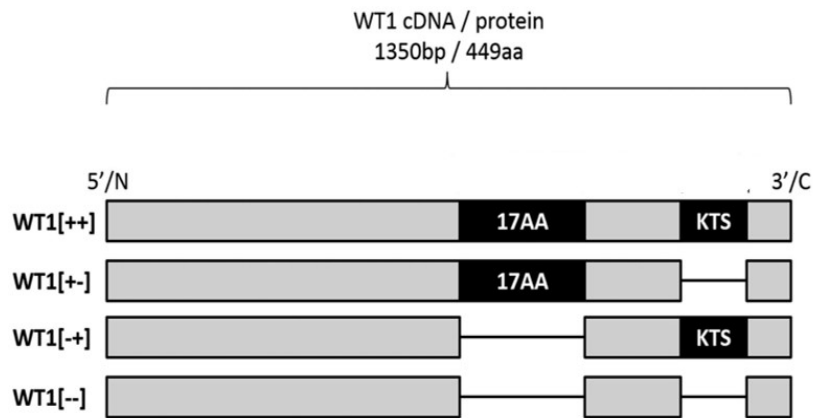 WT1 cDNA / protein
1350bp / 449aa
5’/N 3’/C
WT1[++] 17AA KTS
WT1[+-] 17AA
WT1[-+] KTS
WT1[--]